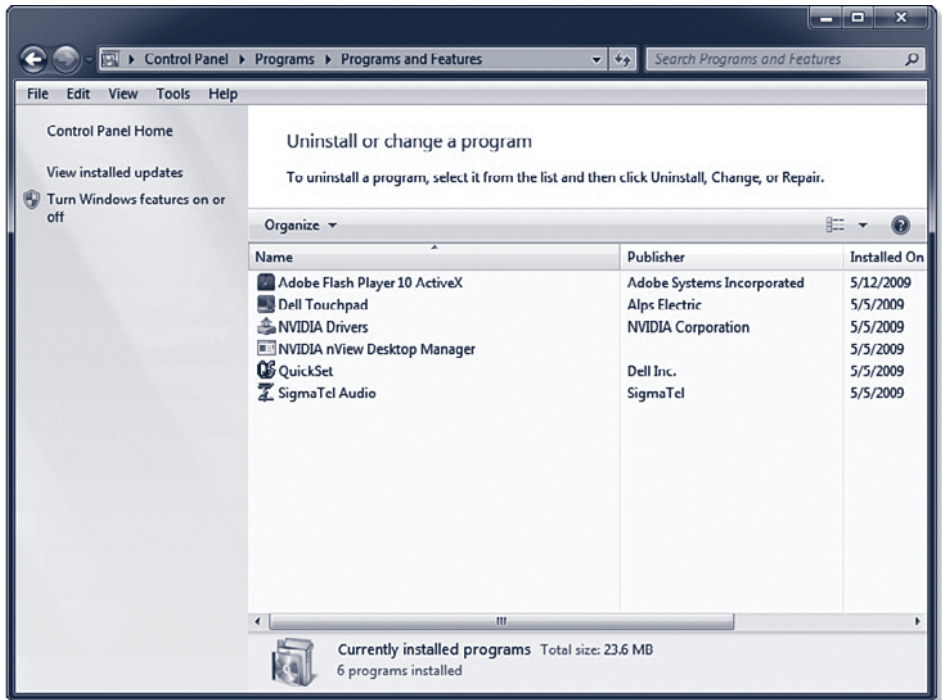 Control Panel Programs Programs and Features Search Programs and Features
File Edit View Tools Help
Control Panel Home
View installed updates
Turn Windows features on or
off
Uninstall or change a program
To uninstall a program, select it from the list and then click Uninstall, Change, or Repair.
Organize
Name Publisher Installed On
Adobe Flash Player 10 ActiveX Adobe Systems Incorporated 5/12/2009
Dell Touchpad Alps Electric 5/5/2009
NVIDIA Drivers NVIDIA Corporation 5/5/2009
NVIDIA nView Desktop Manager 5/5/2009
QuickSet Dell Inc. 5/5/2009
SigmaTel Audio SigmaTel 5/5/2009
Currently installed programs Total size: 23.6 MB
6 programs installed